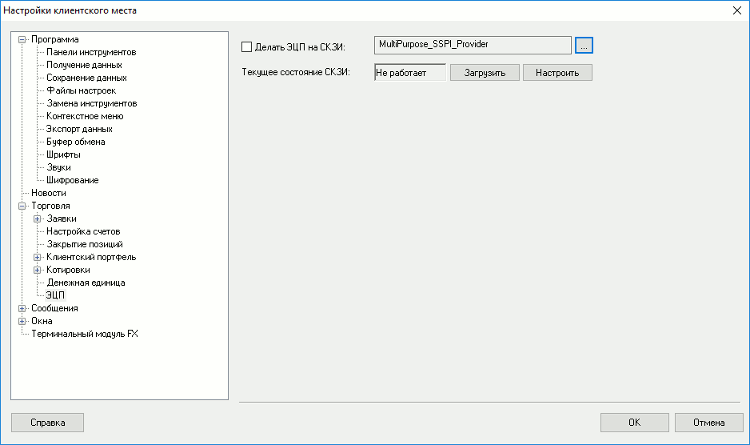 Настройки клиентского места
Программа
Панели инструментов
Получение данных
Сохранение данных
Файлы настроек
Замена инструментов
Контекстное меню
Экспорт данных
Буфер обмена
Шрифты
Звуки
Шифрование
Новости
Торговля
Заявки
Настройка счетов
Закрытие позиций
Клиентский портфель
Котировки
Денежная единица
ЭЦП
Сообщения
Окна
Терминальный модуль FX
Делать ЭЦП на СКЗИ: MultiPurpose_SSPI_Provider ...
Текущее состояние СКЗИ: Не работает Загрузить Настроить
Справка OK Отмена